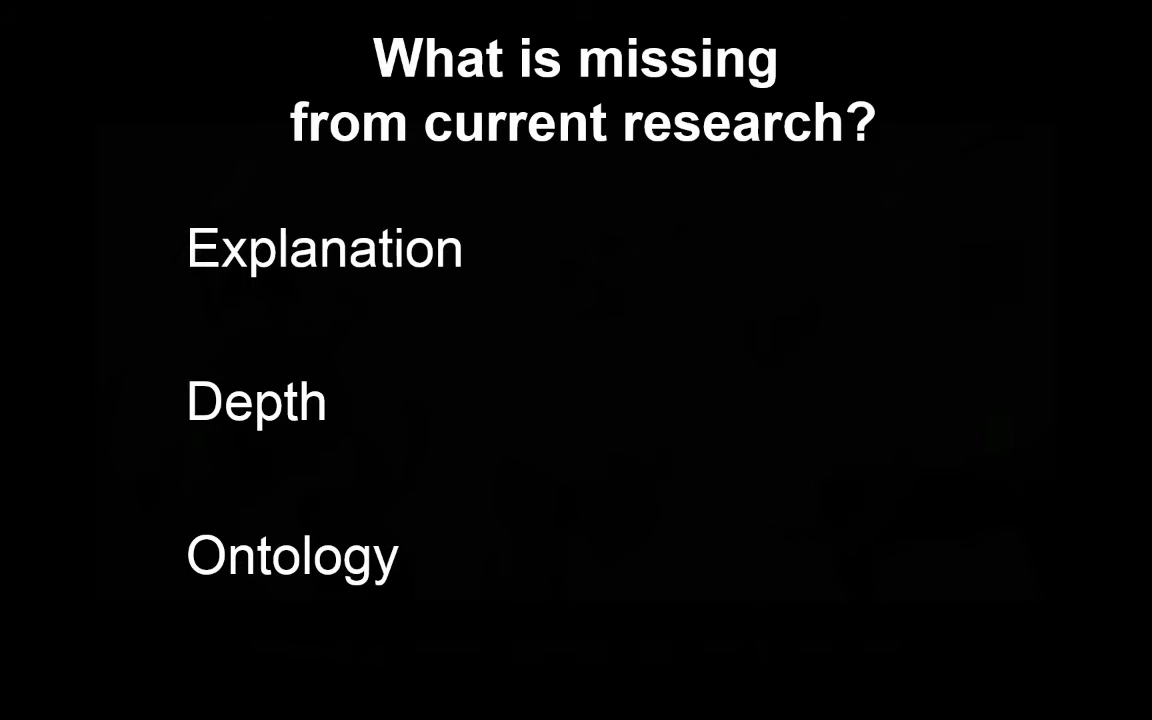 What is missing
from current research?
Explanation
Depth
Ontology